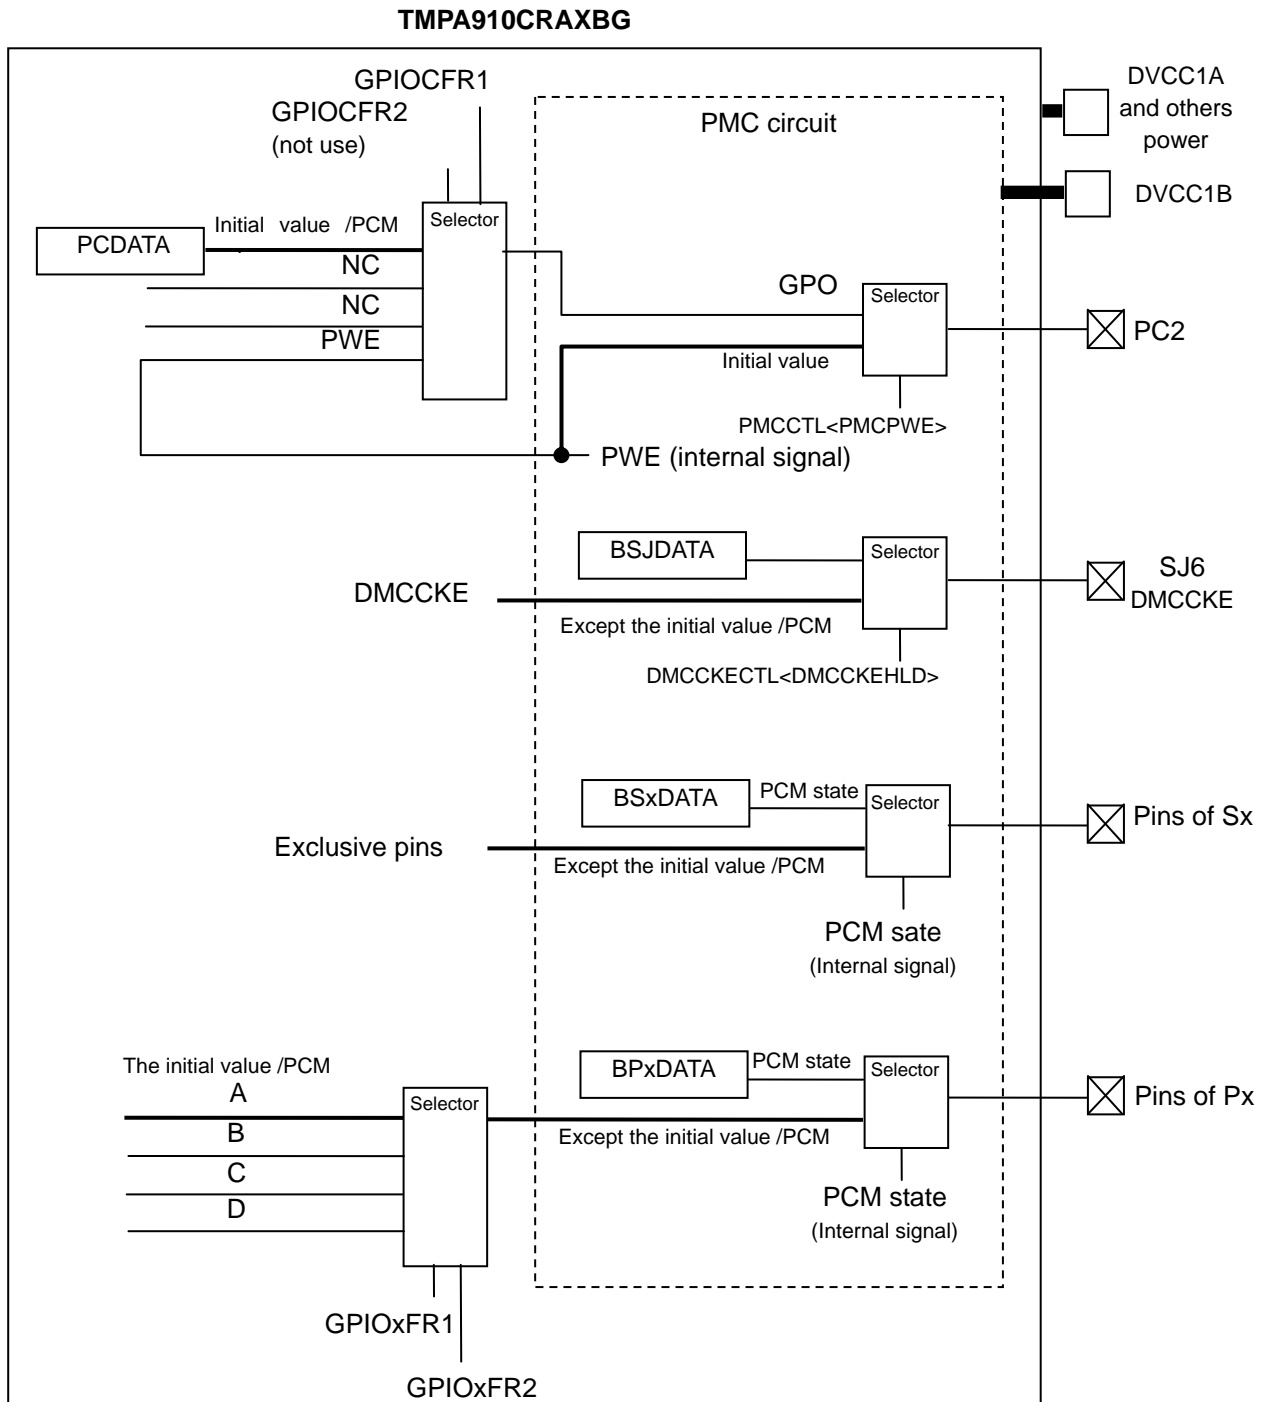 TMPA910CRAXBG
GPIOCFR1
GPIOCFR2
(not use)
PMC circuit
DVCC1A
and others
power
DVCC1B
PCDATA
Initial value /PCM
Selector
NC
NC
PWE
GPO
Selector
PC2
Initial value
PMCCTL<PMCPWE>
PWE (internal signal)
BSJDATA
Selector
SJ6
DMCCKE
DMCCKE
Except the initial value /PCM
DMCCKECTL<DMCCKEHLD>
BSxDATA
PCM state
Selector
Pins of Sx
Exclusive pins
Except the initial value /PCM
PCM sate
(Internal signal)
The initial value /PCM
A
B
C
D
Selector
BPxDATA
PCM state
Selector
Pins of Px
Except the initial value /PCM
PCM state
(Internal signal)
GPIOxFR1
GPIOxFR2